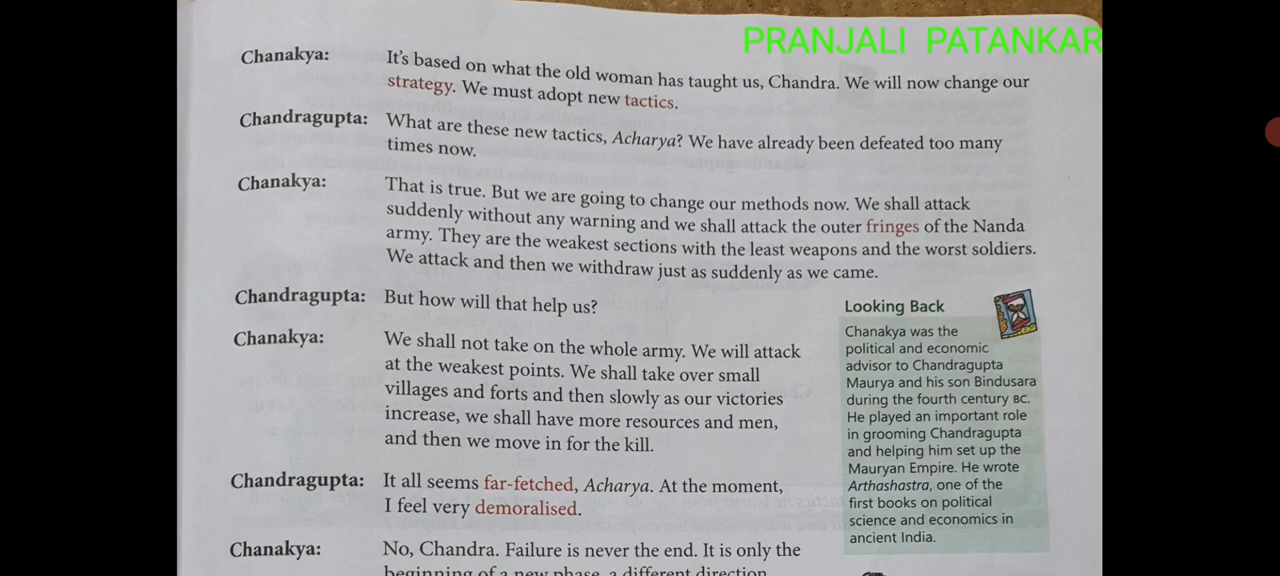 PRANJALI PATANKAR
Chanakya: It's based on what the old woman has taught us, Chandra. We will now change our
strategy. We must adopt new tactics.
Chandragupta: What are these new tactics, Acharya? We have already been defeated too many
times now.
Chanakya: That is true. But we are going to change our methods now. We shall attack
suddenly without any warning and we shall attack the outer fringes of the Nanda
army. They are the weakest sections with the least weapons and the worst soldiers.
We attack and then we withdraw just as suddenly as we came.
Chandragupta: But how will that help us?
Chanakya: We shall not take on the whole army. We will attack
at the weakest points. We shall take over small
villages and forts and then slowly as our victories
increase, we shall have more resources and men,
and then we move in for the kill.
Chandragupta: It all seems far-fetched, Acharya. At the moment,
I feel very demoralised.
Chanakya: No, Chandra. Failure is never the end. It is only the
beginning of a new phase, a different direction
Looking Back
Chanakya was the
political and economic
advisor to Chandragupta
Maurya and his son Bindusara
during the fourth century BC.
He played an important role
in grooming Chandragupta
and helping him set up the
Mauryan Empire. He wrote
Arthashastra, one of the
first books on political
science and economics in
ancient India.